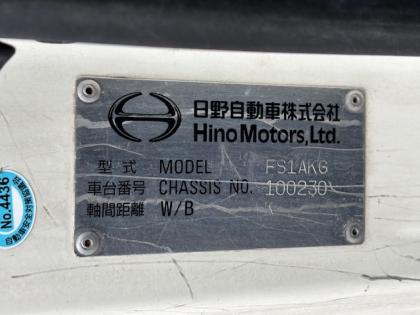 日野自動車株式会社
Hino Motors, Ltd.
型式 MODEL FS1AKG
車台番号 CHASSIS NO. 100230
軸間距離 W/B K
No.4436